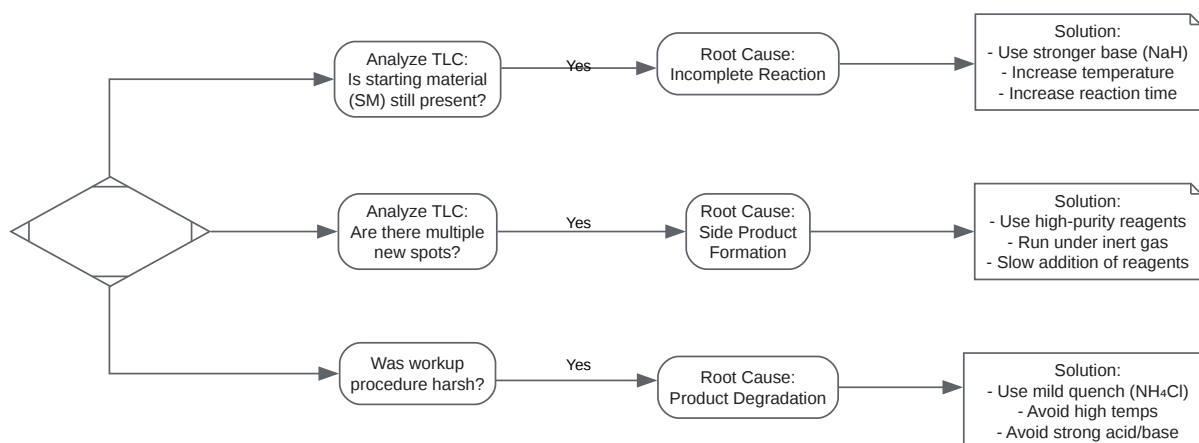 Analyze TLC:
Is starting material
(SM) still present?
Yes
Root Cause:
Incomplete Reaction
Solution:
- Use stronger base (NaH)
- Increase temperature
- Increase reaction time
Analyze TLC:
Are there multiple
new spots?
Yes
Root Cause:
Side Product
Formation
Solution:
- Use high-purity reagents
- Run under inert gas
- Slow addition of reagents
Was workup
procedure harsh?
Yes
Root Cause:
Product Degradation
Solution:
- Use mild quench (NH₄Cl)
- Avoid high temps
- Avoid strong acid/base